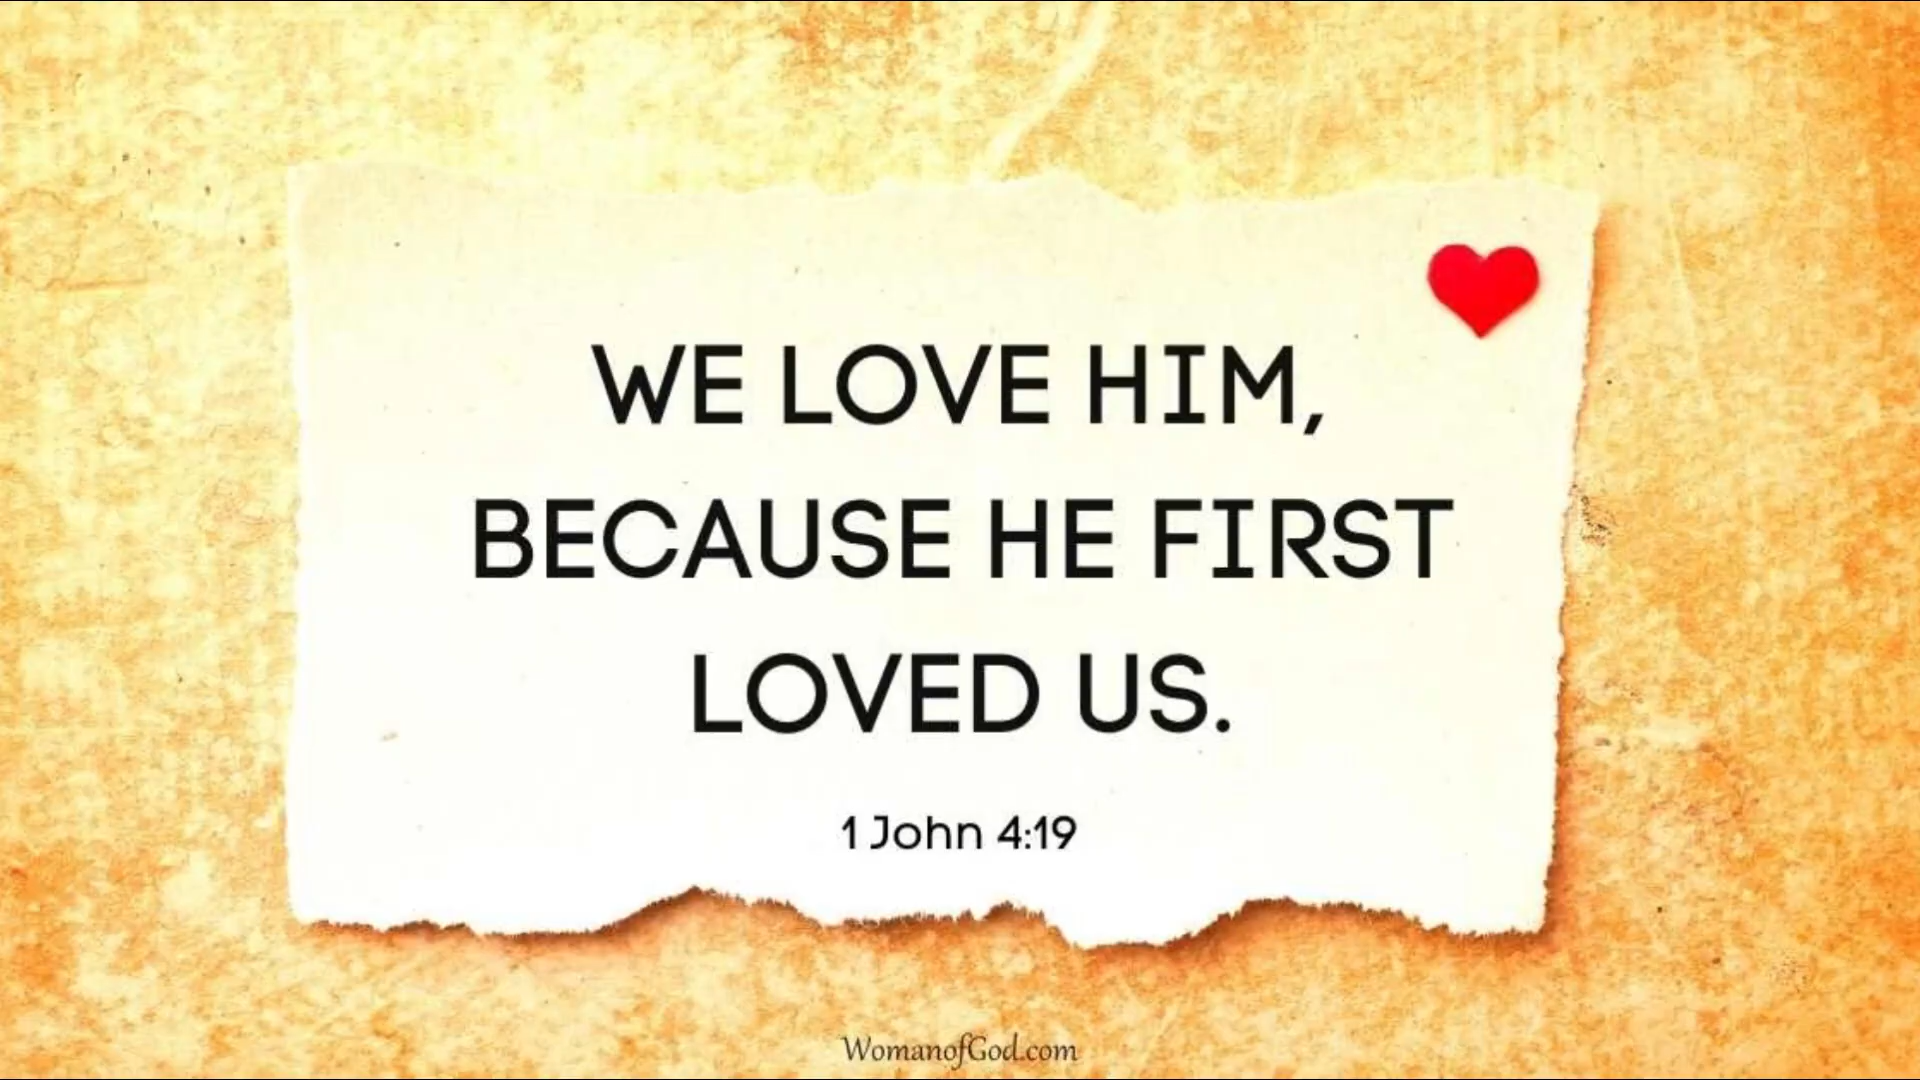 WE LOVE HIM,
BECAUSE HE FIRST
LOVED US.
1 John 4:19
WomanofGod.com